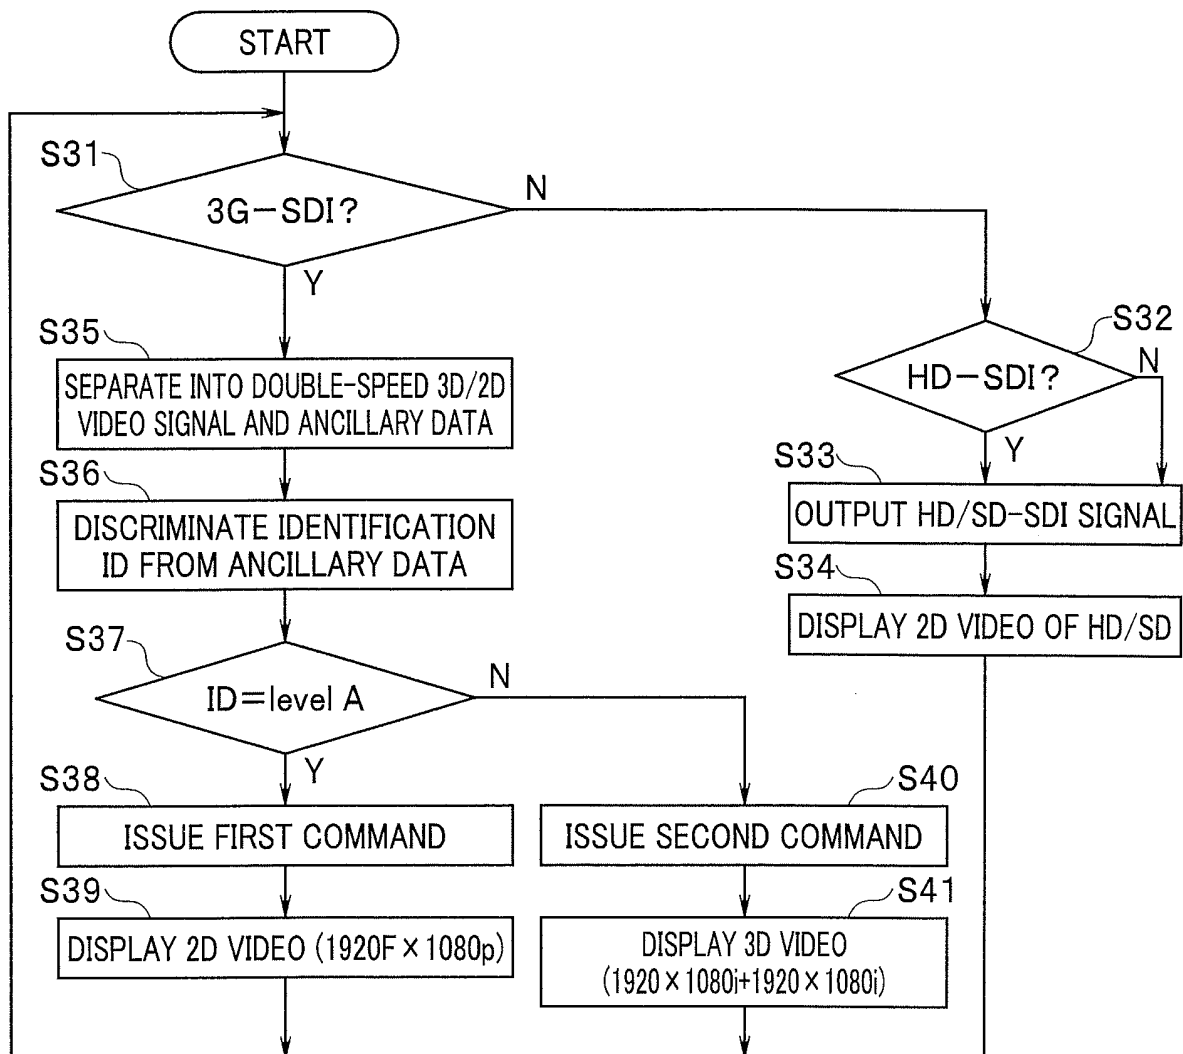 START
S31
3G-SDI?
N
Y
S35
SEPARATE INTO DOUBLE-SPEED 3D/2D
VIDEO SIGNAL AND ANCILLARY DATA
S36
DISCRIMINATE IDENTIFICATION
ID FROM ANCILLARY DATA
S37
ID=level A
N
Y
S38
ISSUE FIRST COMMAND
S39
DISPLAY 2D VIDEO (1920F×1080p)
S40
ISSUE SECOND COMMAND
S41
DISPLAY 3D VIDEO
(1920×1080i+1920×1080i)
S32
HD-SDI?
N
Y
S33
OUTPUT HD/SD-SDI SIGNAL
S34
DISPLAY 2D VIDEO OF HD/SD